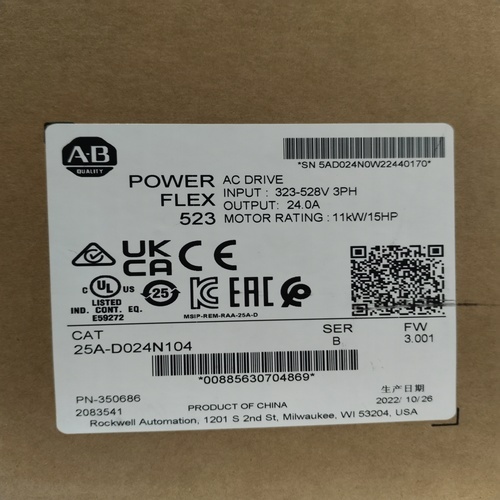 A-B
QUALITY
*SN 5AD024N0W22440170*
POWER
FLEX
523
AC DRIVE
INPUT : 323-528V 3PH
OUTPUT: 24.0A
MOTOR RATING : 11kW/15HP
UK
CA
CE
C UL US
LISTED
IND. CONT. EQ.
E59272
25
EAC
MSIP-REM-RAA-25A-D
CAT
25A-D024N104
SER
B
FW
3.001
*00885630704869*
PN-350686
2083541
PRODUCT OF CHINA
Rockwell Automation, 1201 S 2nd St, Milwaukee, WI 53204, USA
生产日期
2022/ 10/26